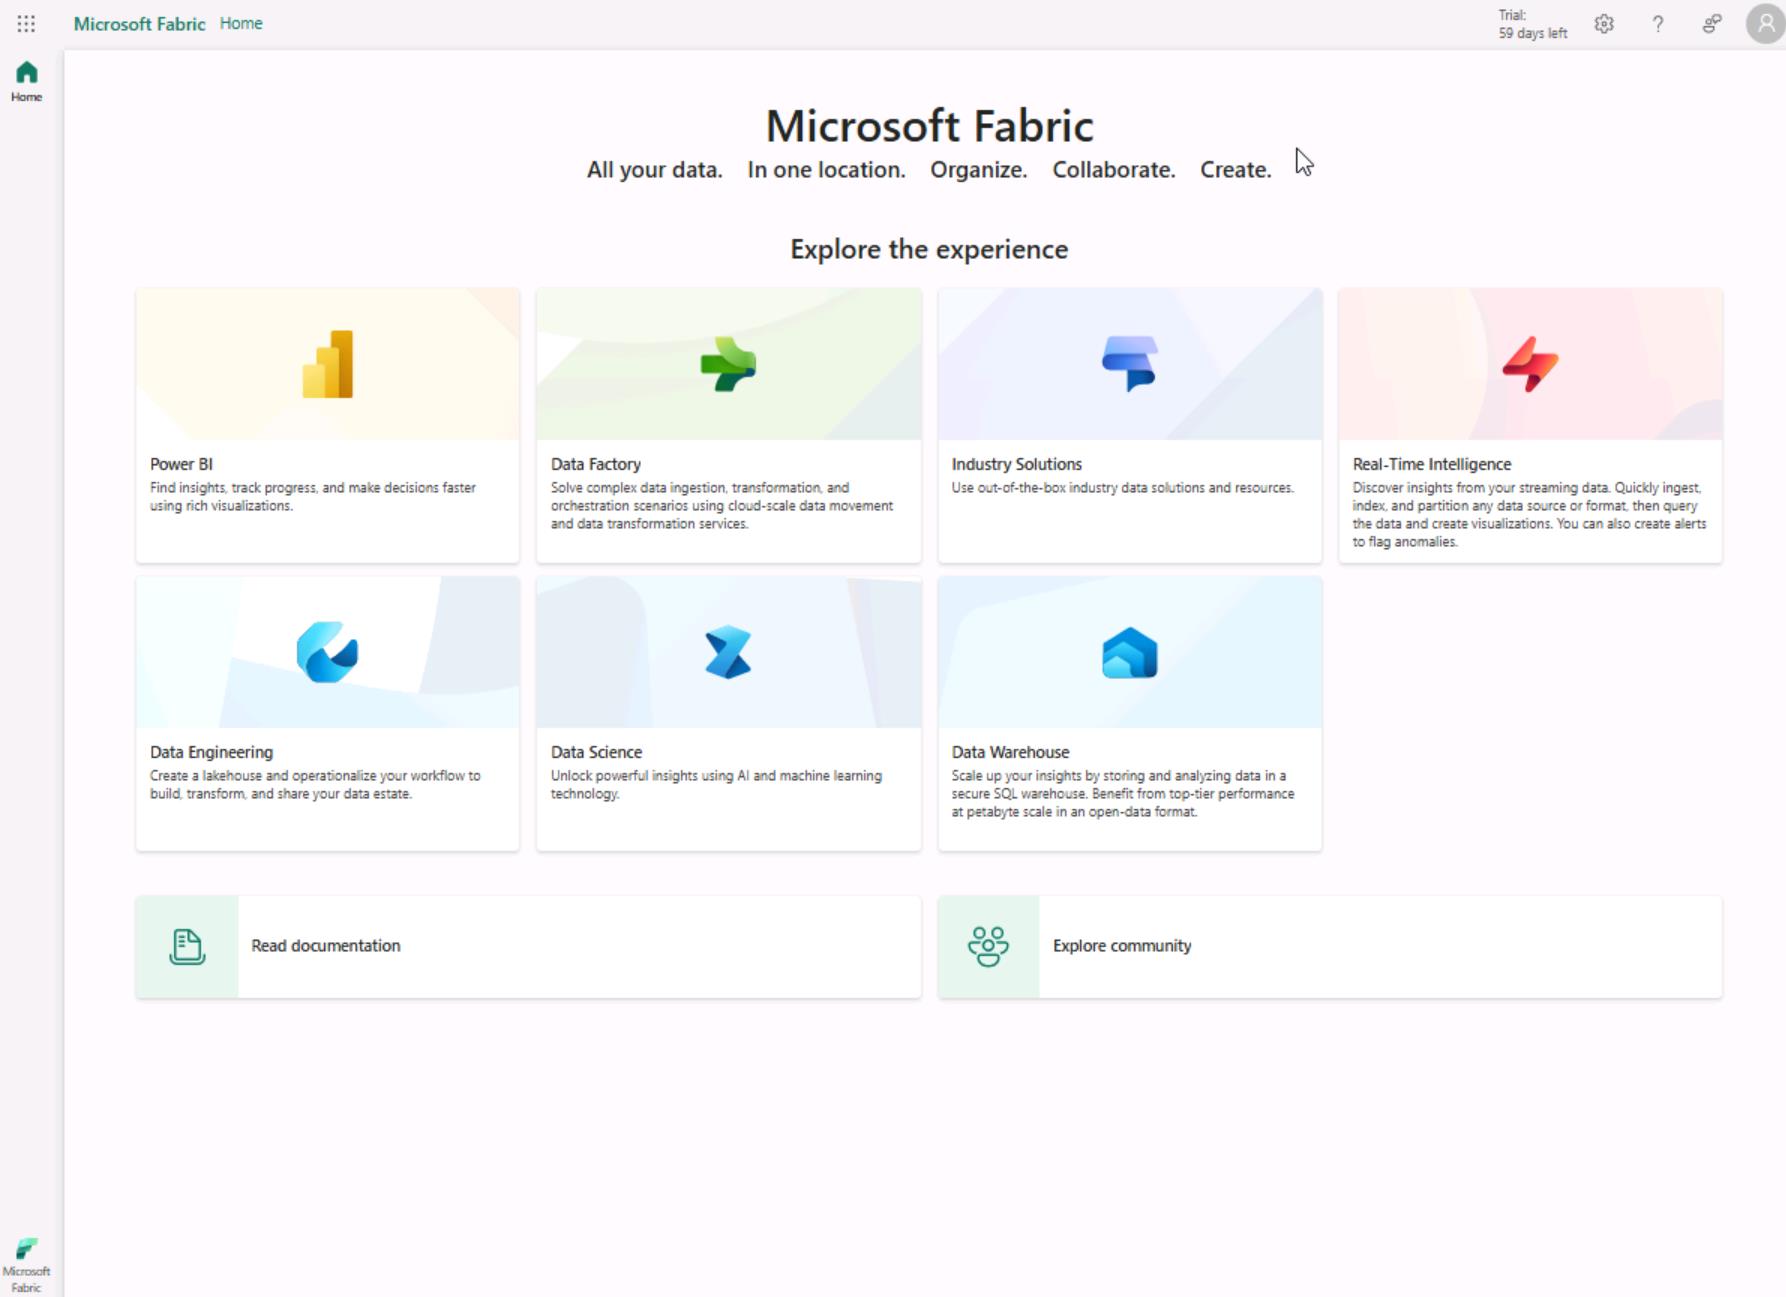 Microsoft Fabric Home
Trial:
59 days left
?
Home
Microsoft Fabric
All your data. In one location. Organize. Collaborate. Create.
Explore the experience
Power BI
Find insights, track progress, and make decisions faster
using rich visualizations.
Data Factory
Solve complex data ingestion, transformation, and
orchestration scenarios using cloud-scale data movement
and data transformation services.
Industry Solutions
Use out-of-the-box industry data solutions and resources.
Real-Time Intelligence
Discover insights from your streaming data. Quickly ingest,
index, and partition any data source or format, then query
the data and create visualizations. You can also create alerts
to flag anomalies.
Data Engineering
Create a lakehouse and operationalize your workflow to
build, transform, and share your data estate.
Data Science
Unlock powerful insights using AI and machine learning
technology.
Data Warehouse
Scale up your insights by storing and analyzing data in a
secure SQL warehouse. Benefit from top-tier performance
at petabyte scale in an open-data format.
Read documentation
Explore community
Microsoft
Fabric